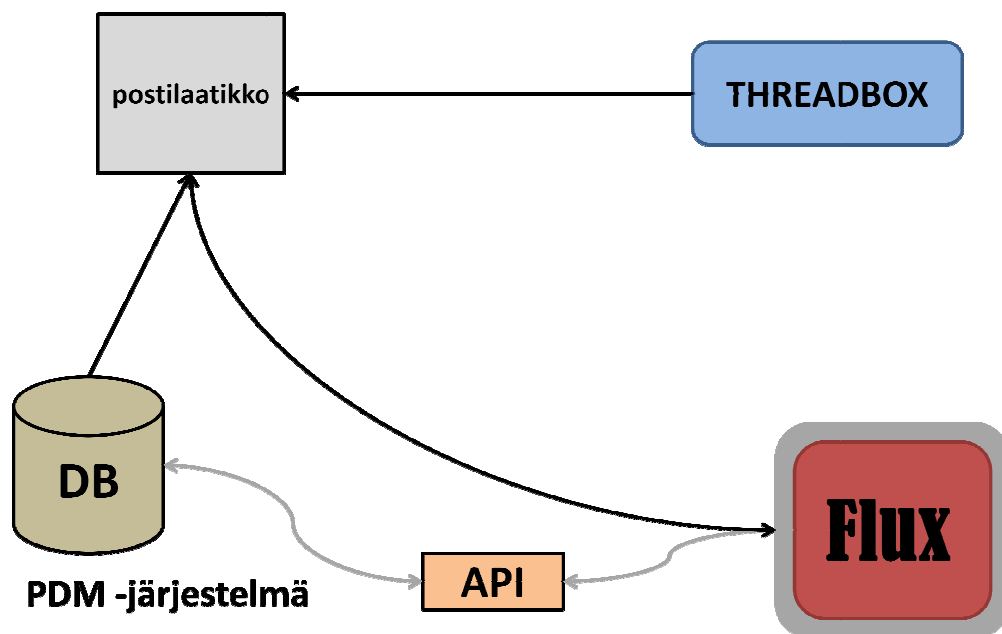 postilaatikko
THREADBOX
DB
Flux
API
PDM -järjestelmä